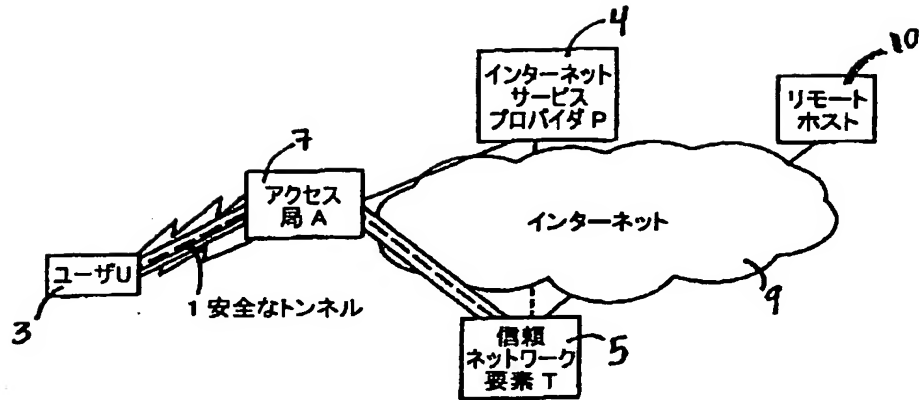 4
インターネット
サービス
プロバイダ P
10
リモート
ホスト
7
アクセス
局 A
インターネット
ユーザU
3
1 安全なトンネル
9
信頼
ネットワーク
要素 T
5